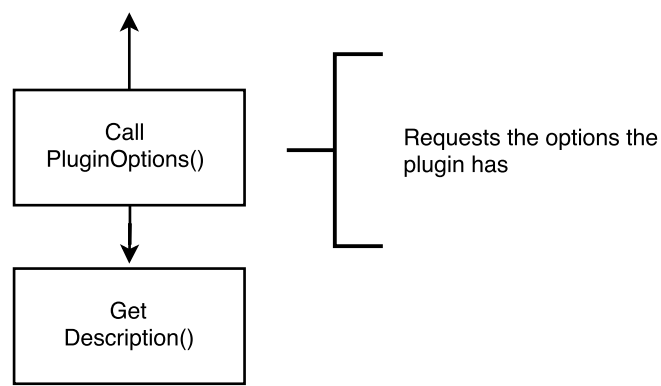 Call
PluginOptions()
Requests the options the
plugin has
Get
Description()